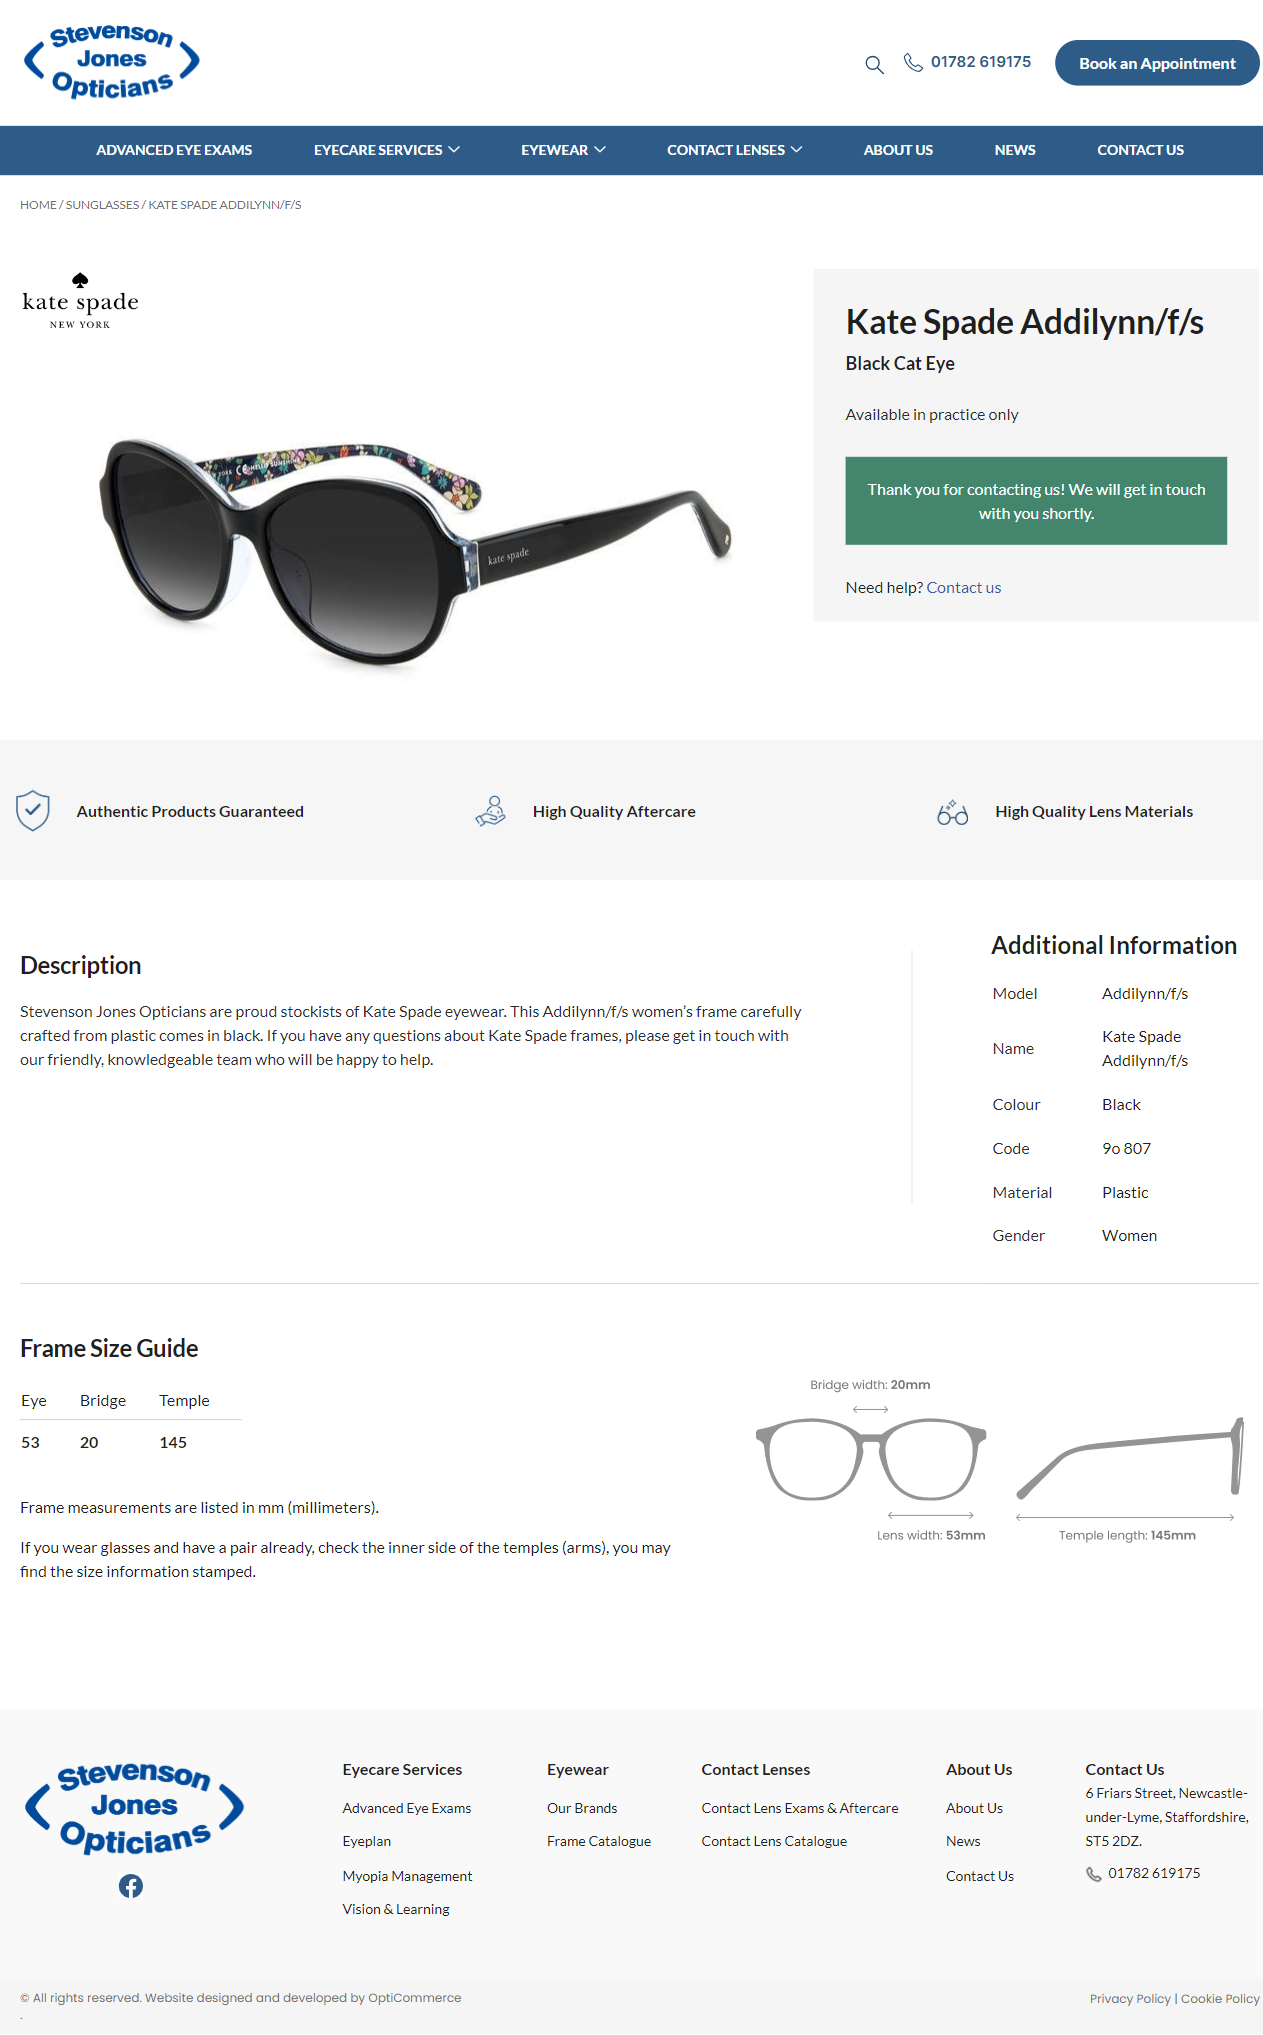 Stevenson
Jones
Opticians
01782 619175
Book an Appointment
ADVANCED EYE EXAMS
EYECARE SERVICES
EYEWEAR
CONTACT LENSES
ABOUT US
NEWS
CONTACT US
HOME / SUNGLASSES / KATE SPADE ADDILYNN/F/S
kate spade
NEW YORK
YORK CE HELLO SUNSHINE
kate spade
Kate Spade Addilynn/f/s
Black Cat Eye
Available in practice only
Thank you for contacting us! We will get in touch
with you shortly.
Need help? Contact us
Authentic Products Guaranteed
High Quality Aftercare
High Quality Lens Materials
Description
Stevenson Jones Opticians are proud stockists of Kate Spade eyewear. This Addilynn/f/s women’s frame carefully
crafted from plastic comes in black. If you have any questions about Kate Spade frames, please get in touch with
our friendly, knowledgeable team who will be happy to help.
Additional Information
Model Addilynn/f/s
Name Kate Spade
Addilynn/f/s
Colour Black
Code 9o 807
Material Plastic
Gender Women
Frame Size Guide
Eye Bridge Temple
53 20 145
Frame measurements are listed in mm (millimeters).
If you wear glasses and have a pair already, check the inner side of the temples (arms), you may
find the size information stamped.
Bridge width: 20mm
Lens width: 53mm
Temple length: 145mm
Stevenson
Jones
Opticians
Eyecare Services
Advanced Eye Exams
Eyeplan
Myopia Management
Vision & Learning
Eyewear
Our Brands
Frame Catalogue
Contact Lenses
Contact Lens Exams & Aftercare
Contact Lens Catalogue
About Us
About Us
News
Contact Us
Contact Us
6 Friars Street, Newcastle-
under-Lyme, Staffordshire,
ST5 2DZ.
01782 619175
© All rights reserved. Website designed and developed by OptiCommerce
.
Privacy Policy | Cookie Policy